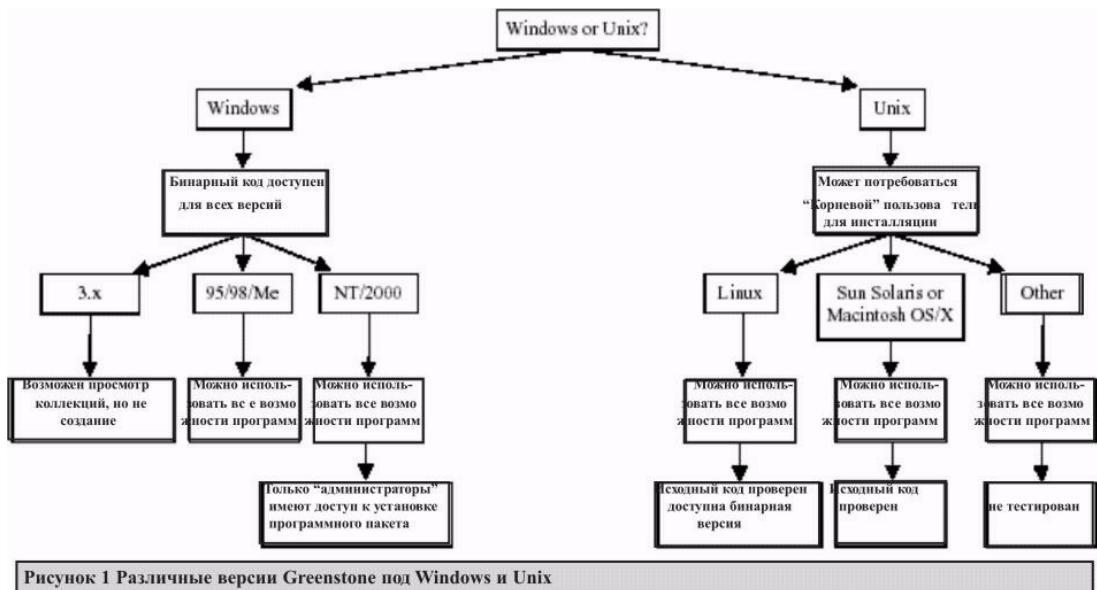 Windows or Unix?
Windows
Unix
Бинарный код доступен
для всех версий
Может потребоваться
“Корневой” пользова тель
для инсталляции
3.x
95/98/Me
NT/2000
Linux
Sun Solaris or
Macintosh OS/X
Other
Возможен просмотр
коллекций, но не
создание
Можно исполь-
зовать вс е возмо
жности программ
Можно исполь-
зовать все возмо
жности программ
Можно исполь-
зовать все возмо
жности программ
Можно исполь-
зовать все возмо
жности программ
Можно исполь-
зовать все возмо
жности программ
Только “администраторы”
имеют доступ к установке
программного пакета
Исходный код проверен
доступна бинарная
версия
Исходный код
проверен
не тестирован
Рисунок 1 Различные версии Greenstone под Windows и Unix